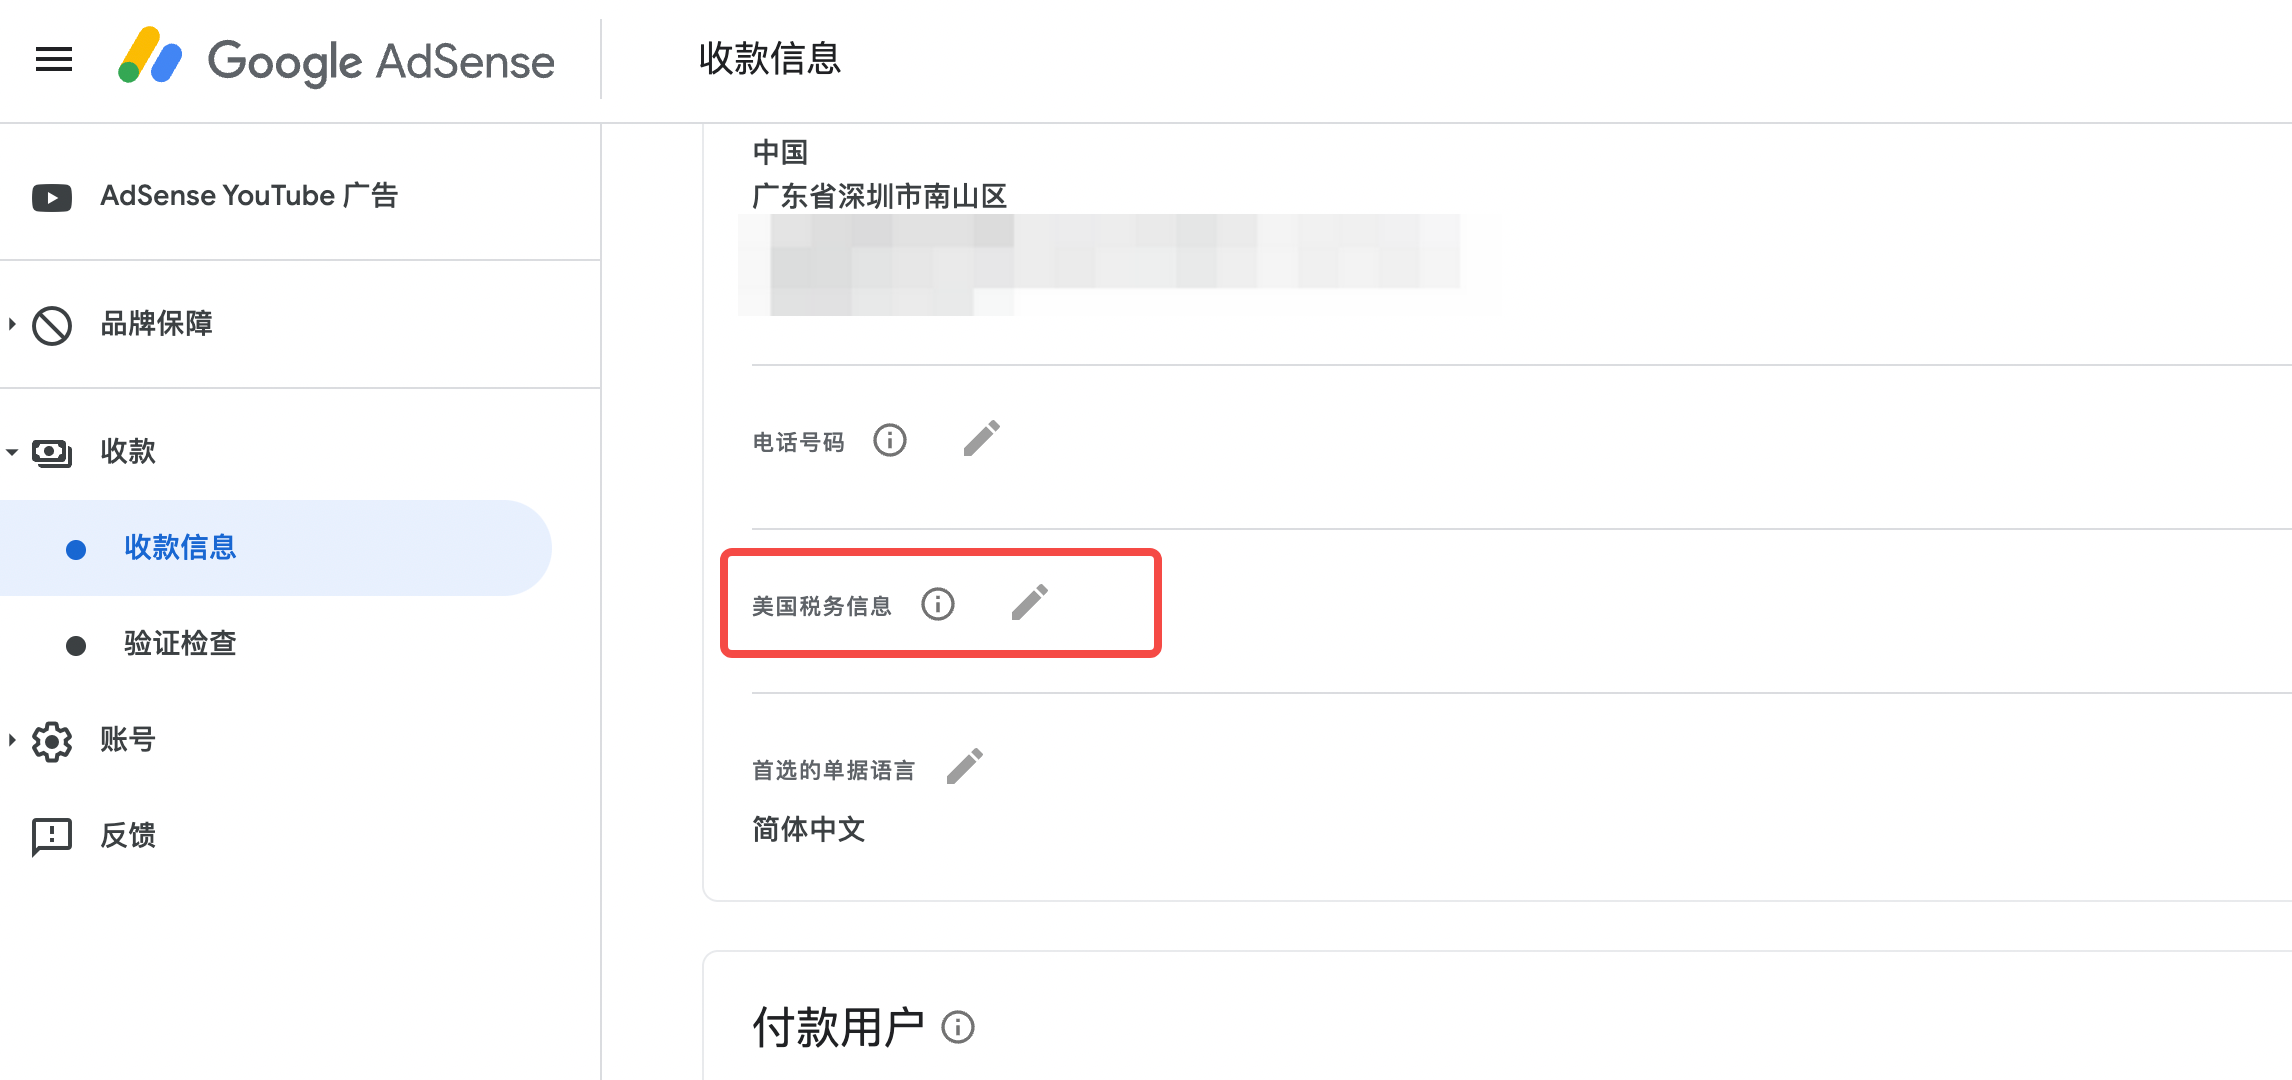 Google AdSense
收款信息
AdSense YouTube 广告
品牌保障
收款
收款信息
验证检查
账号
反馈
中国
广东省深圳市南山区
电话号码
美国税务信息
首选的单据语言
简体中文
付款用户